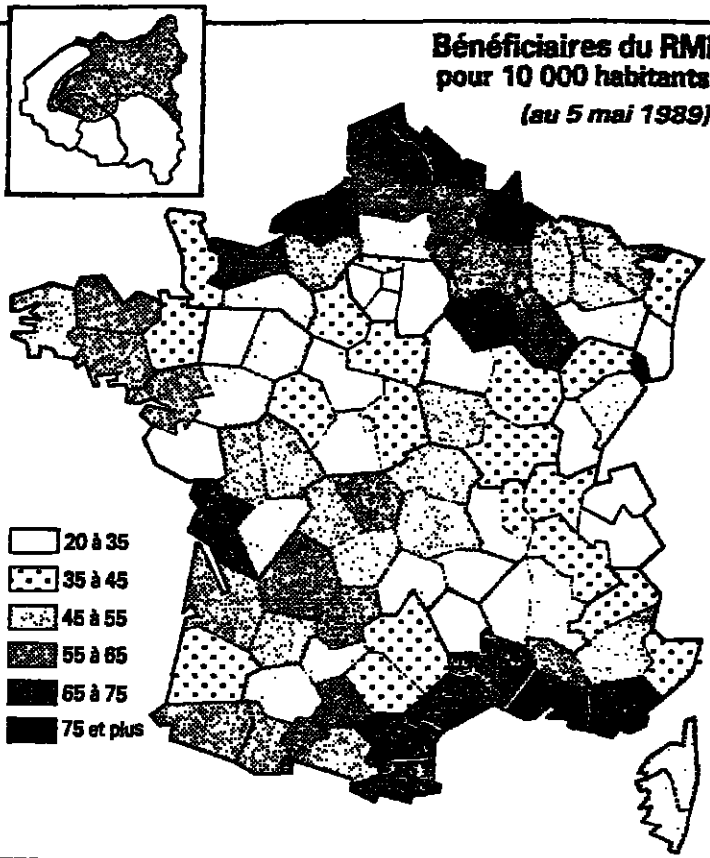 Bénéficiaires du RMI
pour 10 000 habitants
(au 5 mai 1989)
20 à 35
35 à 45
45 à 55
55 à 65
65 à 75
75 et plus